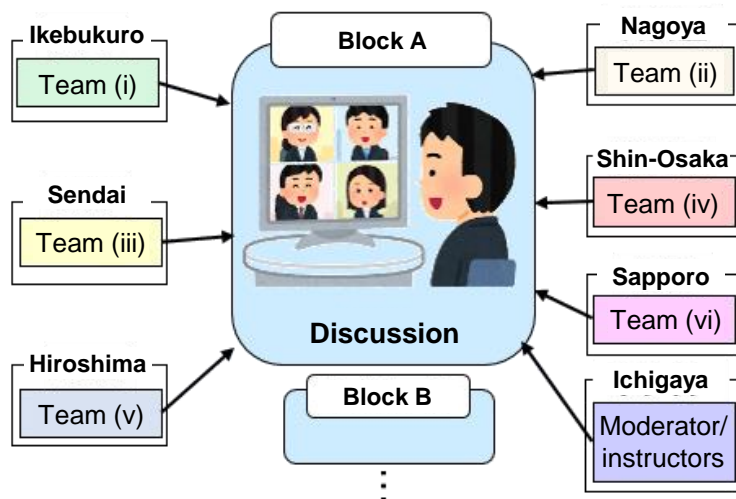 Block A
Ikebukuro
Team (i)
Nagoya
Team (ii)
Sendai
Team (iii)
Shin-Osaka
Team (iv)
Hiroshima
Team (v)
Sapporo
Team (vi)
Discussion
Ichigaya
Moderator/
instructors
Block B